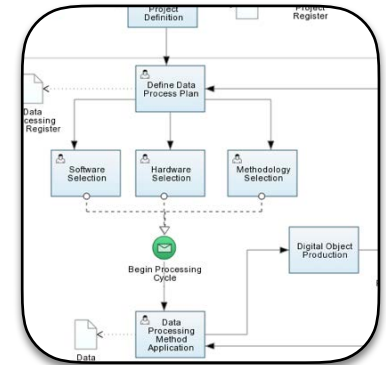 Project
Definition
Project
Register
Define Data
Process Plan
Data
cessing
Register
Software
Selection
Hardware
Selection
Methodology
Selection
Begin Processing
Cycle
Digital Object
Production
Data
Processing
Method
Application
Data